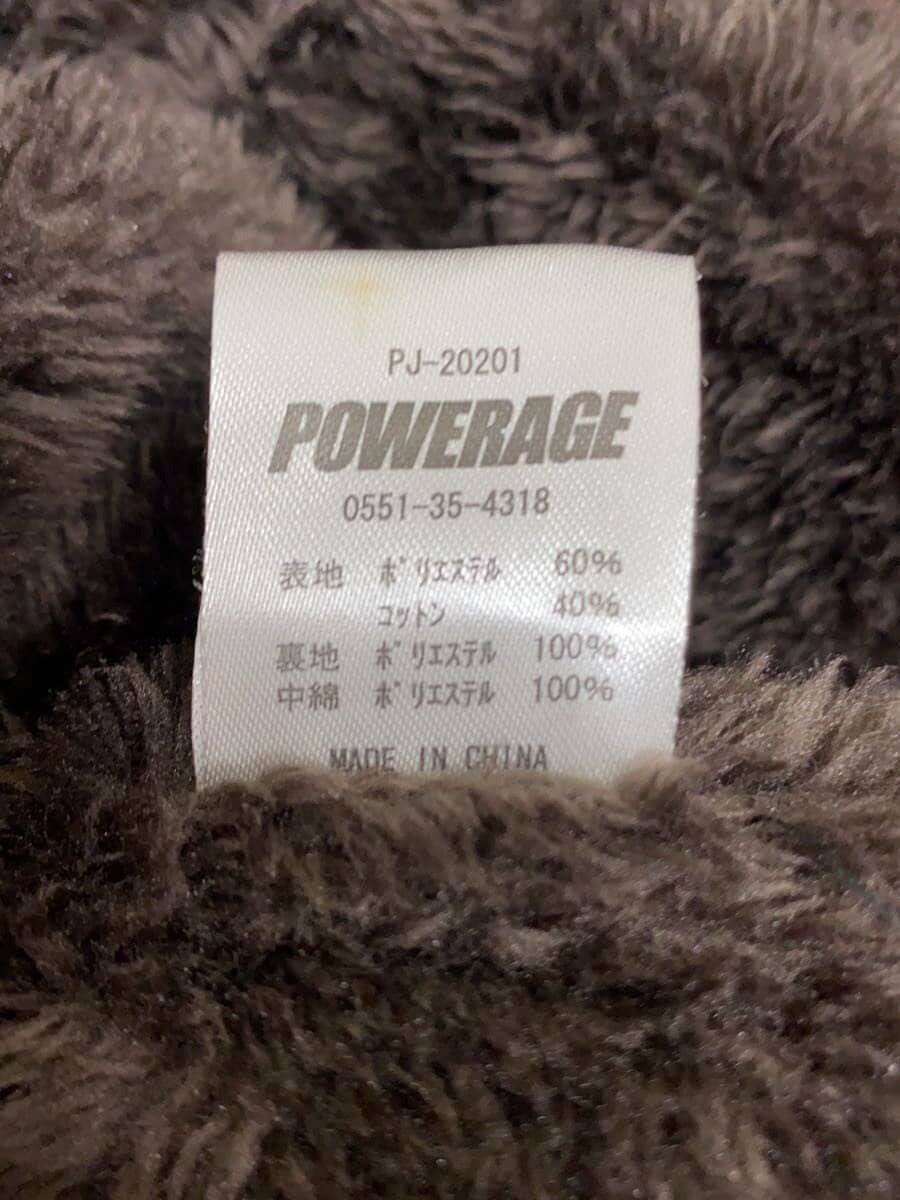 PJ-20201
POWERAGE
0551-35-4318
表地 ポリエステル 60%
コットン 40%
裏地 ポリエステル 100%
中綿 ポリエステル 100%
MADE IN CHINA